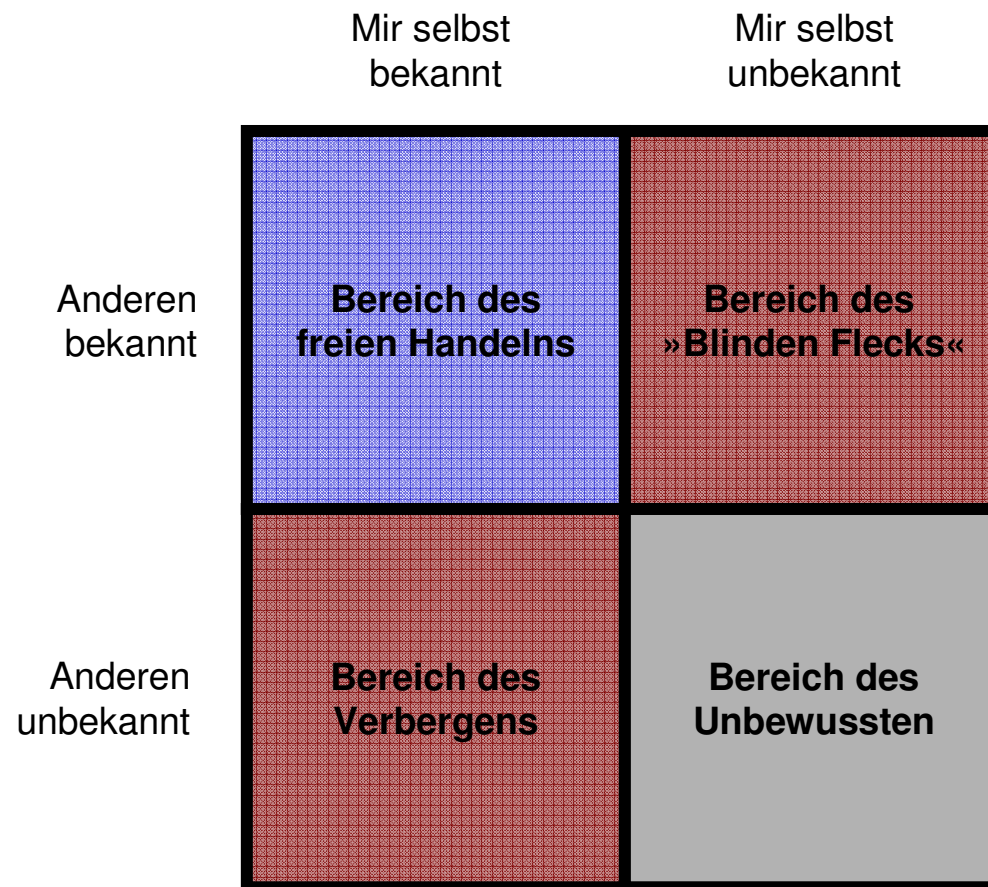 Mir selbst
bekannt
Mir selbst
unbekannt
Anderen
bekannt
Bereich des
freien Handelns
Bereich des
»Blinden Flecks«
Anderen
unbekannt
Bereich des
Verbergens
Bereich des
Unbewussten